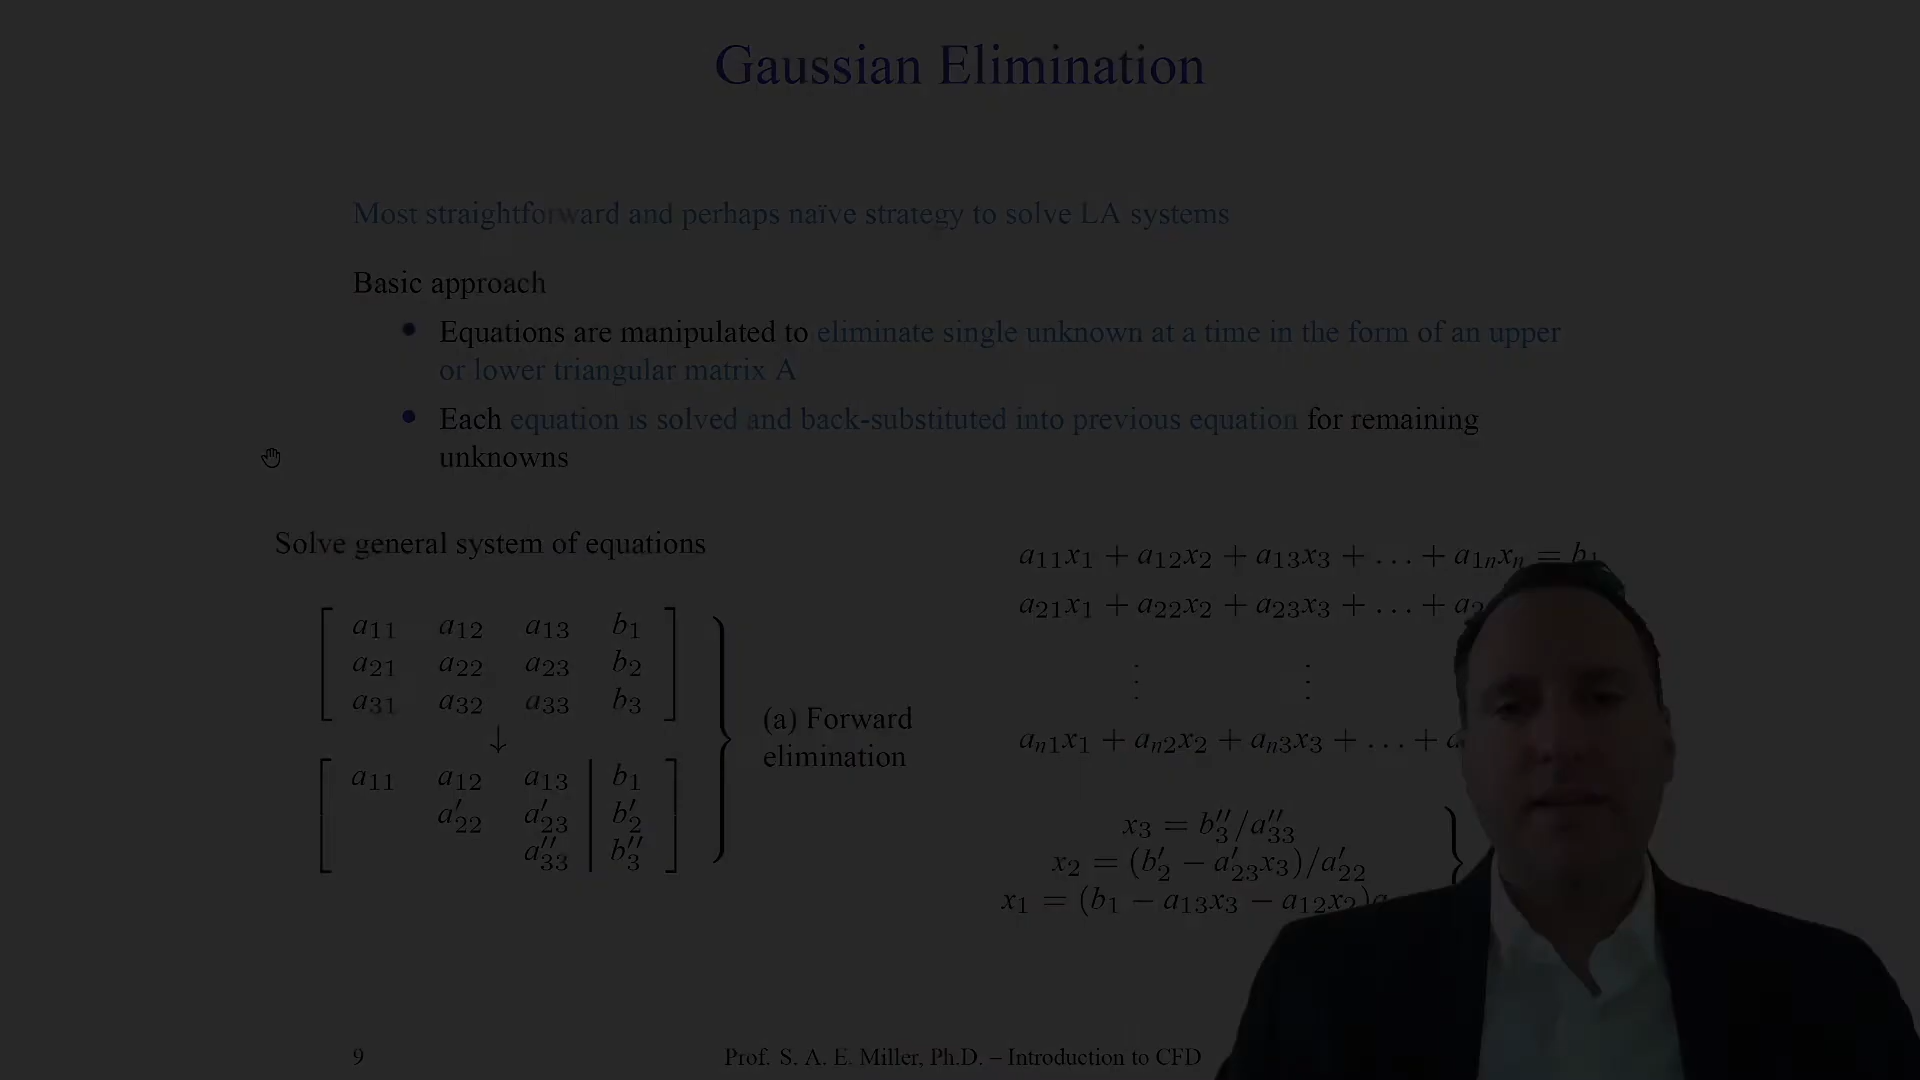 Gaussian Elimination
Most straightforward and perhaps naïve strategy to solve LA systems
Basic approach
• Equations are manipulated to eliminate single unknown at a time in the form of an upper
or lower triangular matrix A
• Each equation is solved and back-substituted into previous equation for remaining
unknowns
Solve general system of equations
a₁₁ a₁₂ a₁₃ b₁
a₂₁ a₂₂ a₂₃ b₂
a₃₁ a₃₂ a₃₃ b₃
↓
a₁₁ a₁₂ a₁₃ | b₁
a′₂₂ a′₂₃ | b′₂
a″₃₃ | b″₃
(a) Forward
elimination
a₁₁x₁ + a₁₂x₂ + a₁₃x₃ + … + a₁ₙxₙ = b₁
a₂₁x₁ + a₂₂x₂ + a₂₃x₃ + … + a₂
⋮ ⋮
aₙ₁x₁ + aₙ₂x₂ + aₙ₃x₃ + … + a
x₃ = b″₃/a″₃₃
x₂ = (b′₂ − a′₂₃x₃)/a′₂₂
x₁ = (b₁ − a₁₃x₃ − a₁₂x₂)a
9
Prof. S. A. E. Miller, Ph.D. – Introduction to CFD